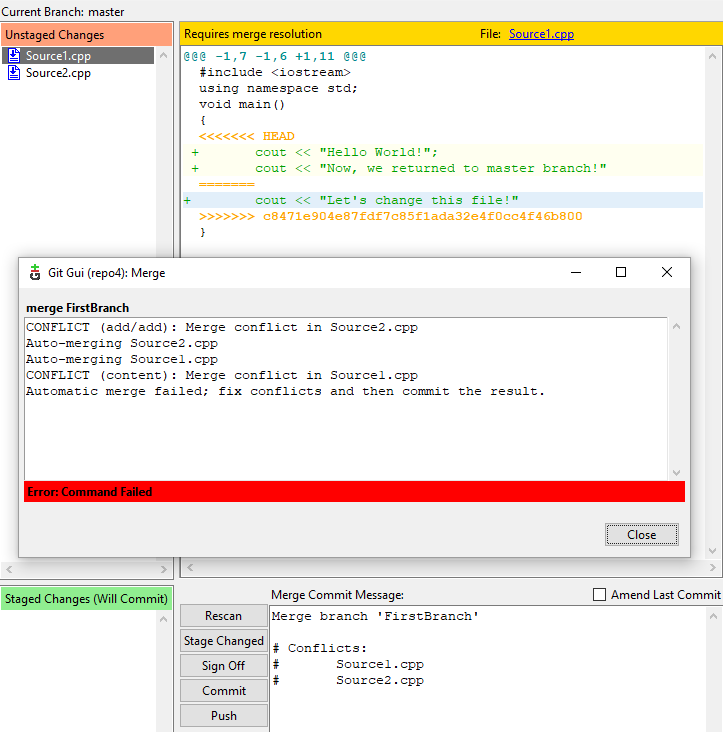 Current Branch: master
Unstaged Changes
Source1.cpp
Source2.cpp
Requires merge resolution File: Source1.cpp
@@@ -1,7 -1,6 +1,11 @@@
#include <iostream>
using namespace std;
void main()
{
<<<<<<< HEAD
+ cout << "Hello World!";
+ cout << "Now, we returned to master branch!"
=======
+ cout << "Let's change this file!"
>>>>>>> c8471e904e87fdf7c85f1ada32e4f0cc4f46b800
}
Git Gui (repo4): Merge
merge FirstBranch
CONFLICT (add/add): Merge conflict in Source2.cpp
Auto-merging Source2.cpp
Auto-merging Source1.cpp
CONFLICT (content): Merge conflict in Source1.cpp
Automatic merge failed; fix conflicts and then commit the result.
Error: Command Failed
Close
Staged Changes (Will Commit)
Rescan
Stage Changed
Sign Off
Commit
Push
Merge Commit Message: Amend Last Commit
Merge branch 'FirstBranch'
# Conflicts:
# Source1.cpp
# Source2.cpp